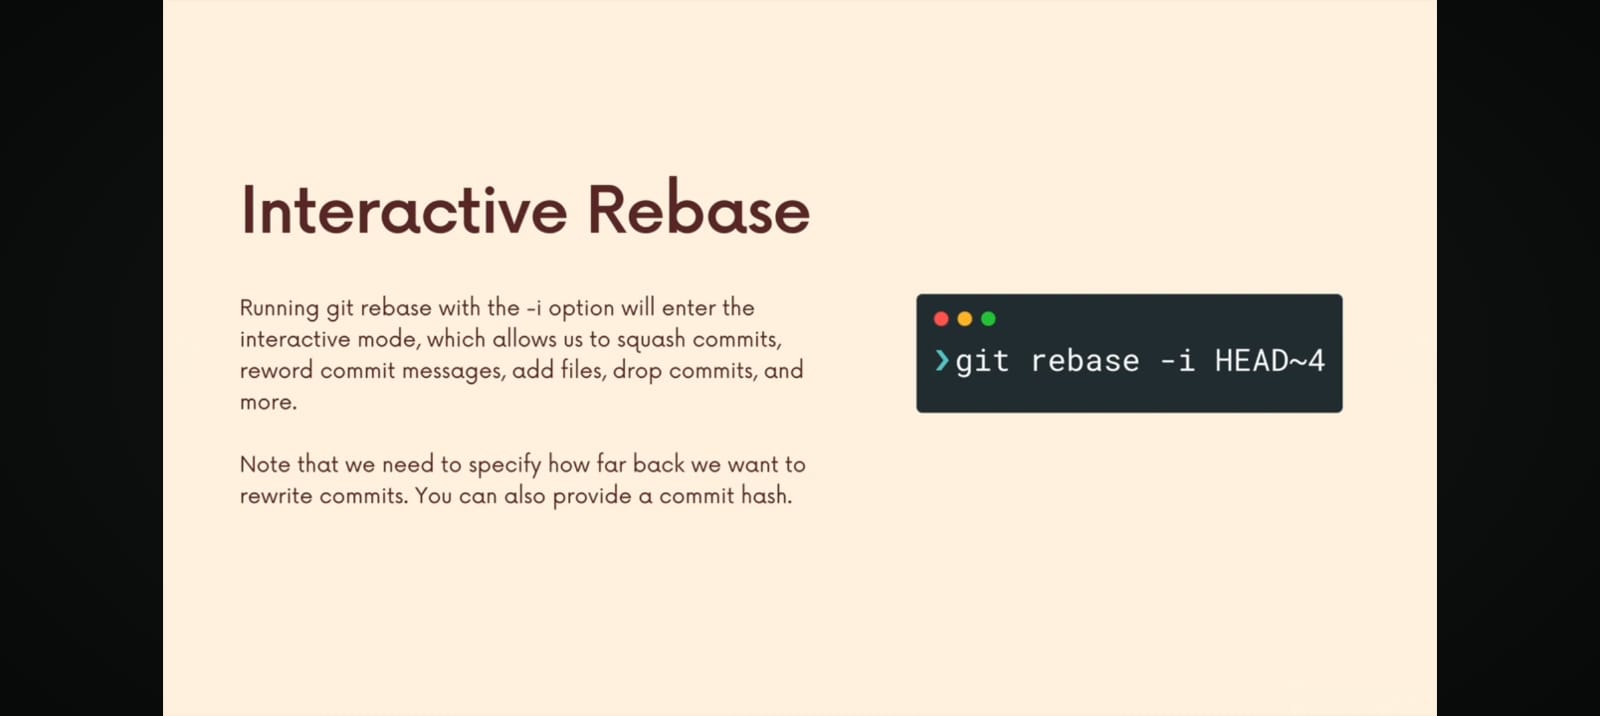 Interactive Rebase
Running git rebase with the -i option will enter the
interactive mode, which allows us to squash commits,
reword commit messages, add files, drop commits, and
more.
Note that we need to specify how far back we want to
rewrite commits. You can also provide a commit hash.
❯git rebase -i HEAD~4